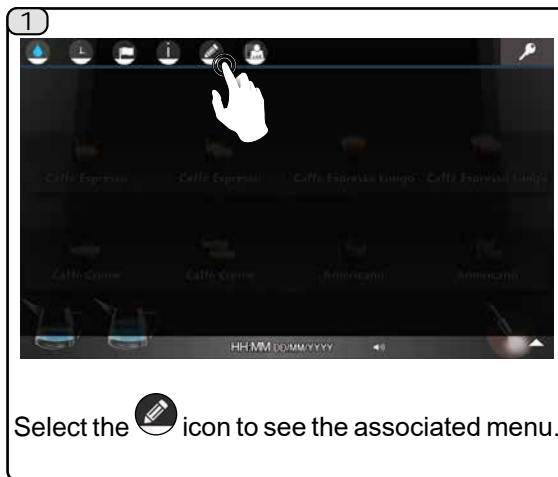 1
Caffè Espresso Caffè Espresso Caffè Espresso Lungo Caffè Espresso Lungo
Caffè Creme Caffè Creme Americano Americano
HH:MM DD/MM/YYYY
Select the icon to see the associated menu.